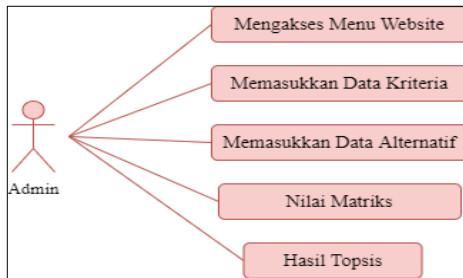 Mengakses Menu Website
Memasukkan Data Kriteria
Memasukkan Data Alternatif
Admin
Nilai Matriks
Hasil Topsis